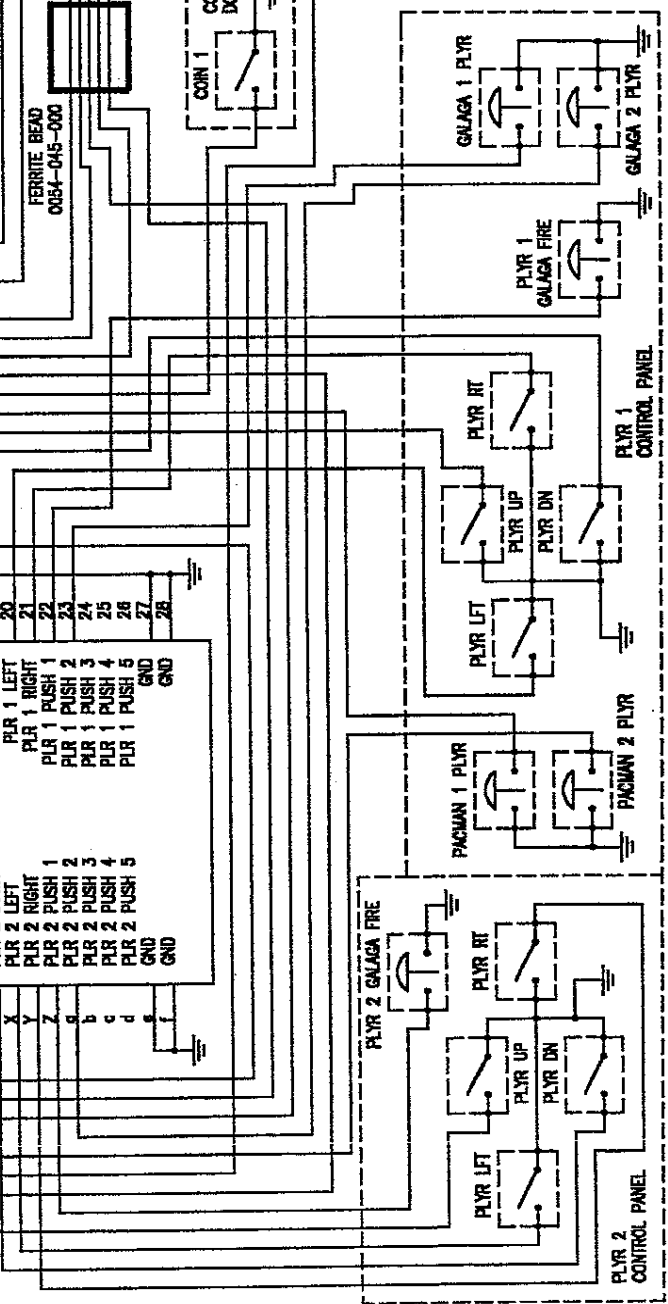 COIN 1
FERRITE BEAD
0054-045-000
GALAGA 1 PLYR
GALAGA 2 PLYR
PLYR 1
GALAGA FIRE
PLYR RT
PLYR UP
PLYR DN
PLYR LFT
PLYR 1
CONTROL PANEL
20
21
22
23
24
25
26
27
28
PLR 1 LEFT
PLR 1 RIGHT
PLR 1 PUSH 1
PLR 1 PUSH 2
PLR 1 PUSH 3
PLR 1 PUSH 4
PLR 1 PUSH 5
GND
GND
PACMAN 1 PLYR
PACMAN 2 PLYR
PLR 2 LEFT
PLR 2 RIGHT
PLR 2 PUSH 1
PLR 2 PUSH 2
PLR 2 PUSH 3
PLR 2 PUSH 4
PLR 2 PUSH 5
GND
GND
X
Y
Z
a
b
c
d
e
f
PLYR 2 GALAGA FIRE
PLYR RT
PLYR UP
PLYR DN
PLYR LFT
PLYR 2
CONTROL PANEL